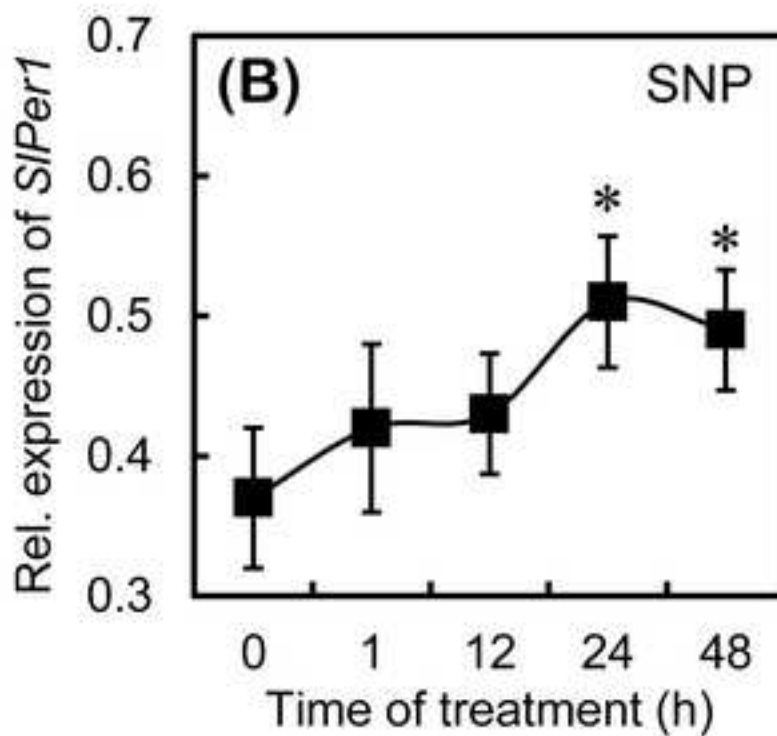 (B)
SNP
*
*
Rel. expression of SlPer1
0.7
0.6
0.5
0.4
0.3
0 1 12 24 48
Time of treatment (h)